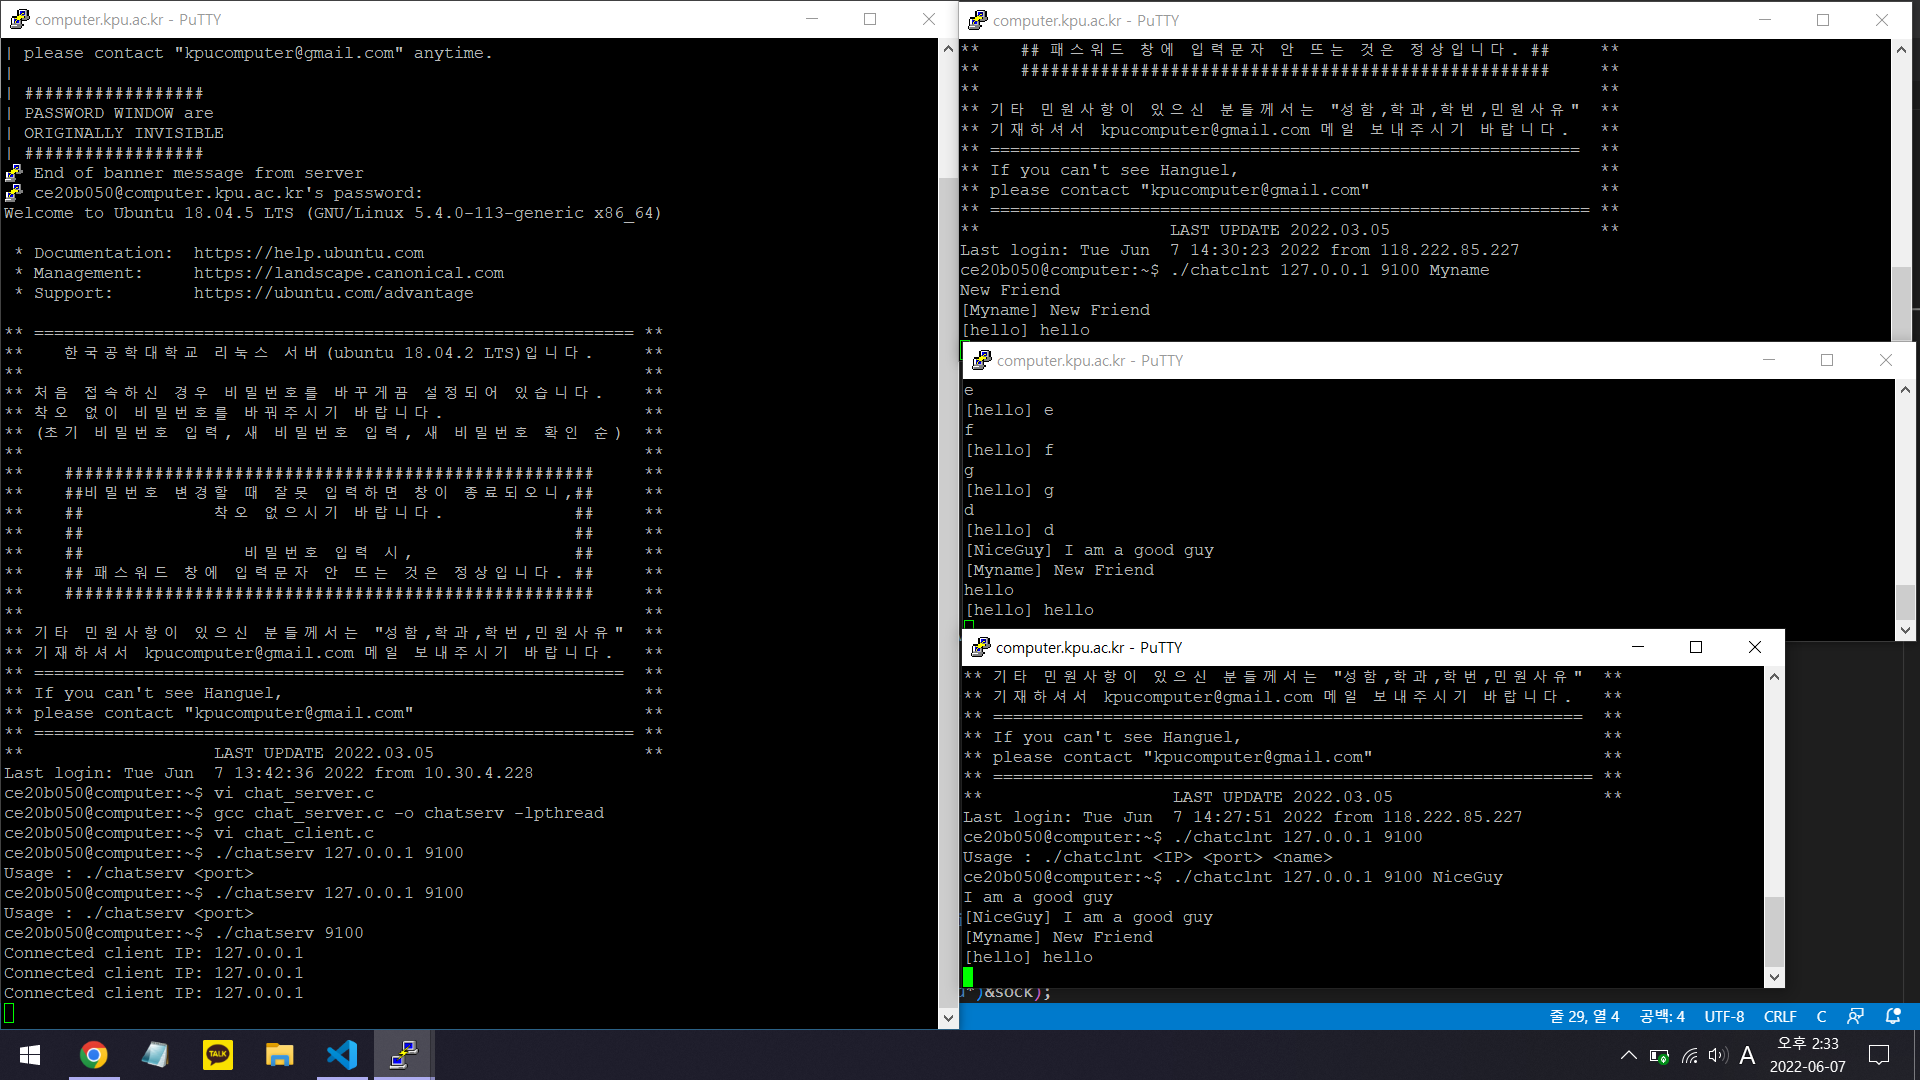 computer.kpu.ac.kr - PuTTY
| please contact "kpucomputer@gmail.com" anytime.
|
| ##################
| PASSWORD WINDOW are
| ORIGINALLY INVISIBLE
| ##################
End of banner message from server
ce20b050@computer.kpu.ac.kr's password:
Welcome to Ubuntu 18.04.5 LTS (GNU/Linux 5.4.0-113-generic x86_64)
* Documentation:  https://help.ubuntu.com
* Management:     https://landscape.canonical.com
* Support:        https://ubuntu.com/advantage
** ============================================================ **
**    한국공학대학교 리눅스 서버(ubuntu 18.04.2 LTS)입니다.     **
**                                                              **
** 처음 접속하신 경우 비밀번호를 바꾸게끔 설정되어 있습니다.    **
** 착오 없이 비밀번호를 바꿔주시기 바랍니다.                    **
** (초기 비밀번호 입력, 새 비밀번호 입력, 새 비밀번호 확인 순)  **
**                                                              **
**    #####################################################     **
**    ##비밀번호 변경할 때 잘못 입력하면 창이 종료되오니,##     **
**    ##             착오 없으시기 바랍니다.             ##     **
**    ##                                                 ##     **
**    ##                비밀번호 입력 시,                ##     **
**    ## 패스워드 창에 입력문자 안 뜨는 것은 정상입니다. ##     **
**    #####################################################     **
**                                                              **
** 기타 민원사항이 있으신 분들께서는 "성함,학과,학번,민원사유"  **
** 기재하셔서 kpucomputer@gmail.com 메일 보내주시기 바랍니다.   **
** ===========================================================  **
** If you can't see Hanguel,                                    **
** please contact "kpucomputer@gmail.com"                       **
** ============================================================ **
**                   LAST UPDATE 2022.03.05                     **
Last login: Tue Jun  7 13:42:36 2022 from 10.30.4.228
ce20b050@computer:~$ vi chat_server.c
ce20b050@computer:~$ gcc chat_server.c -o chatserv -lpthread
ce20b050@computer:~$ vi chat_client.c
ce20b050@computer:~$ ./chatserv 127.0.0.1 9100
Usage : ./chatserv <port>
ce20b050@computer:~$ ./chatserv 127.0.0.1 9100
Usage : ./chatserv <port>
ce20b050@computer:~$ ./chatserv 9100
Connected client IP: 127.0.0.1
Connected client IP: 127.0.0.1
Connected client IP: 127.0.0.1
computer.kpu.ac.kr - PuTTY
**    ## 패스워드 창에 입력문자 안 뜨는 것은 정상입니다. ##     **
**    #####################################################     **
**                                                              **
** 기타 민원사항이 있으신 분들께서는 "성함,학과,학번,민원사유"  **
** 기재하셔서 kpucomputer@gmail.com 메일 보내주시기 바랍니다.   **
** ===========================================================  **
** If you can't see Hanguel,                                    **
** please contact "kpucomputer@gmail.com"                       **
** ============================================================ **
**                   LAST UPDATE 2022.03.05                     **
Last login: Tue Jun  7 14:30:23 2022 from 118.222.85.227
ce20b050@computer:~$ ./chatclnt 127.0.0.1 9100 Myname
New Friend
[Myname] New Friend
[hello] hello
computer.kpu.ac.kr - PuTTY
e
[hello] e
f
[hello] f
g
[hello] g
d
[hello] d
[NiceGuy] I am a good guy
[Myname] New Friend
hello
[hello] hello
computer.kpu.ac.kr - PuTTY
** 기타 민원사항이 있으신 분들께서는 "성함,학과,학번,민원사유"  **
** 기재하셔서 kpucomputer@gmail.com 메일 보내주시기 바랍니다.   **
** ===========================================================  **
** If you can't see Hanguel,                                    **
** please contact "kpucomputer@gmail.com"                       **
** ============================================================ **
**                   LAST UPDATE 2022.03.05                     **
Last login: Tue Jun  7 14:27:51 2022 from 118.222.85.227
ce20b050@computer:~$ ./chatclnt 127.0.0.1 9100
Usage : ./chatclnt <IP> <port> <name>
ce20b050@computer:~$ ./chatclnt 127.0.0.1 9100 NiceGuy
I am a good guy
[NiceGuy] I am a good guy
[Myname] New Friend
[hello] hello
*)&sock);
줄 29, 열 4 공백: 4 UTF-8 CRLF C
TALK
A
오후 2:33
2022-06-07